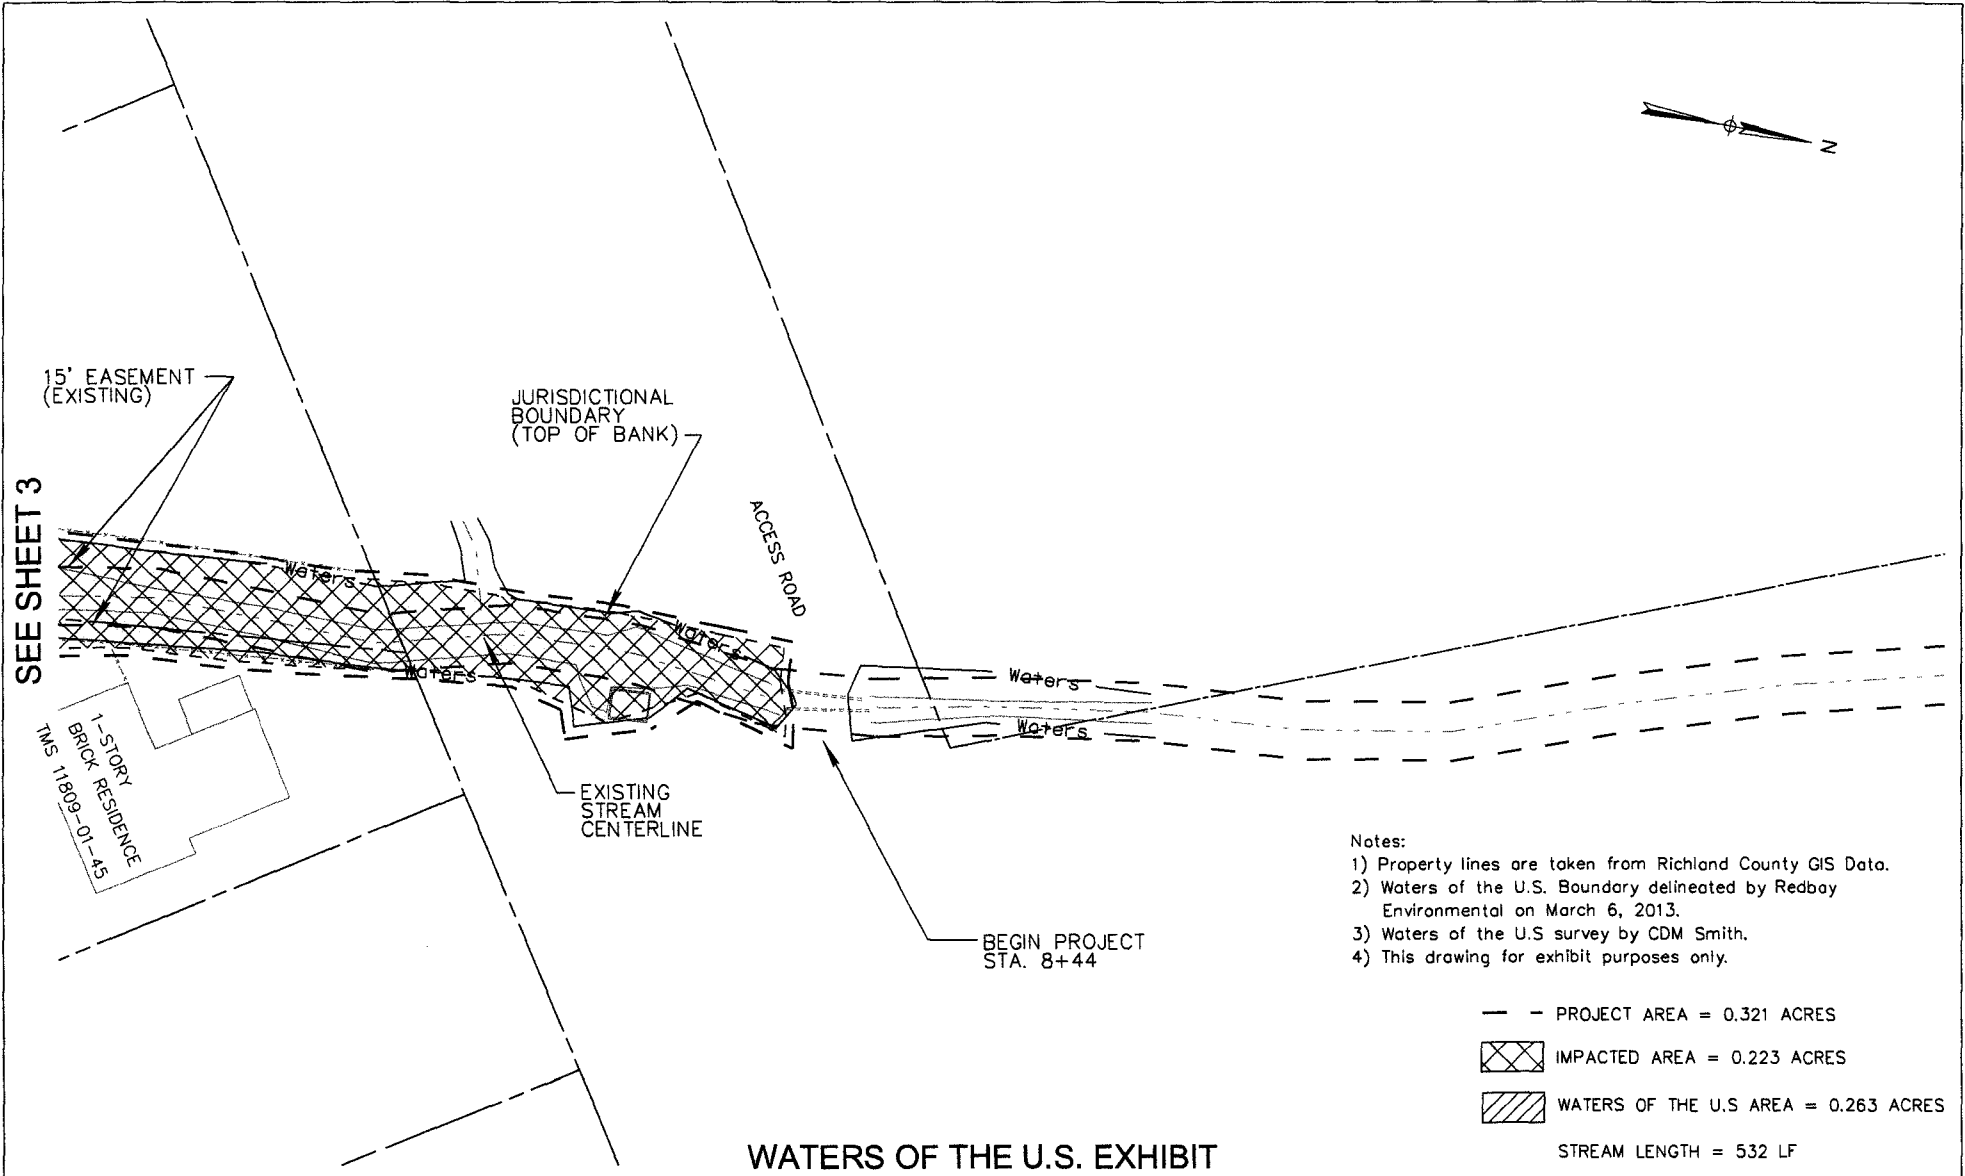 N
15' EASEMENT
(EXISTING)
JURISDICTIONAL
BOUNDARY
(TOP OF BANK)
SEE SHEET 3
ACCESS ROAD
Waters
Waters
Waters
Waters
Waters
1-STORY
BRICK RESIDENCE
TMS 11809-01-45
EXISTING
STREAM
CENTERLINE
BEGIN PROJECT
STA. 8+44
Notes:
1) Property lines are taken from Richland County GIS Data.
2) Waters of the U.S. Boundary delineated by Redbay
Environmental on March 6, 2013.
3) Waters of the U.S survey by CDM Smith.
4) This drawing for exhibit purposes only.
PROJECT AREA = 0.321 ACRES
IMPACTED AREA = 0.223 ACRES
WATERS OF THE U.S AREA = 0.263 ACRES
STREAM LENGTH = 532 LF
WATERS OF THE U.S. EXHIBIT